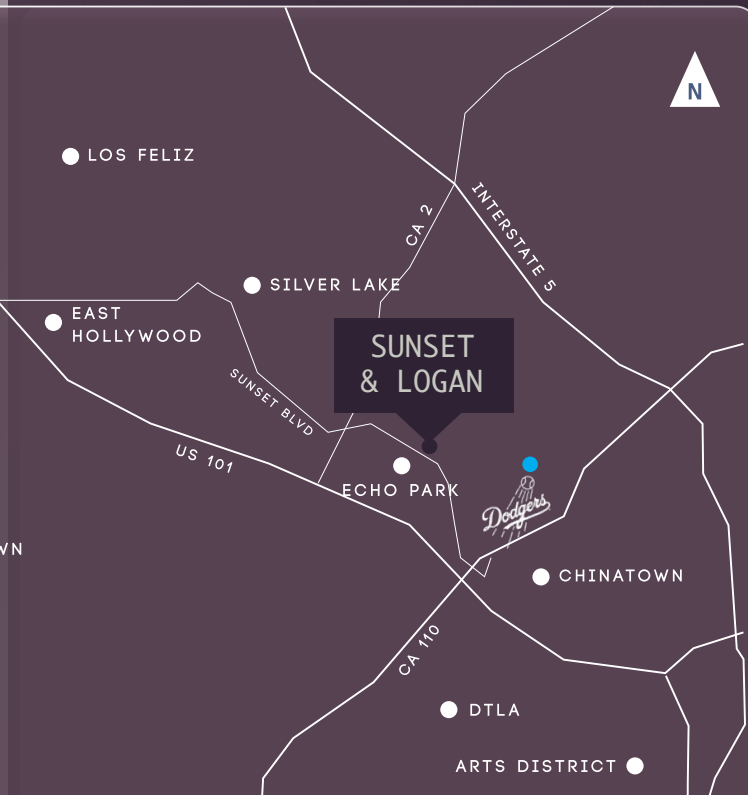 N
LOS FELIZ
CA 2
INTERSTATE 5
SILVER LAKE
EAST
HOLLYWOOD
SUNSET
& LOGAN
SUNSET BLVD
US 101
ECHO PARK
Dodgers
WN
CHINATOWN
CA 110
DTLA
ARTS DISTRICT